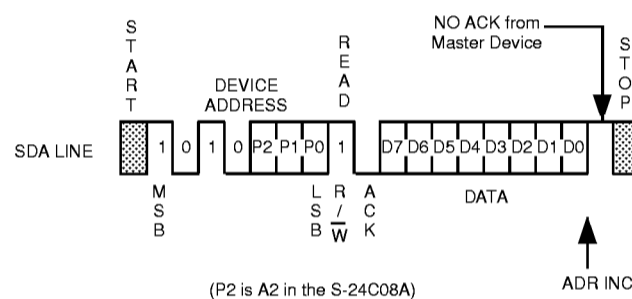 START
DEVICE
ADDRESS
READ
NO ACK from
Master Device
STOP
SDA LINE
1 0 1 0 P2 P1 P0 1
D7 D6 D5 D4 D3 D2 D1 D0
MSB
LSB
R/W
ACK
DATA
ADR INC
(P2 is A2 in the S-24C08A)